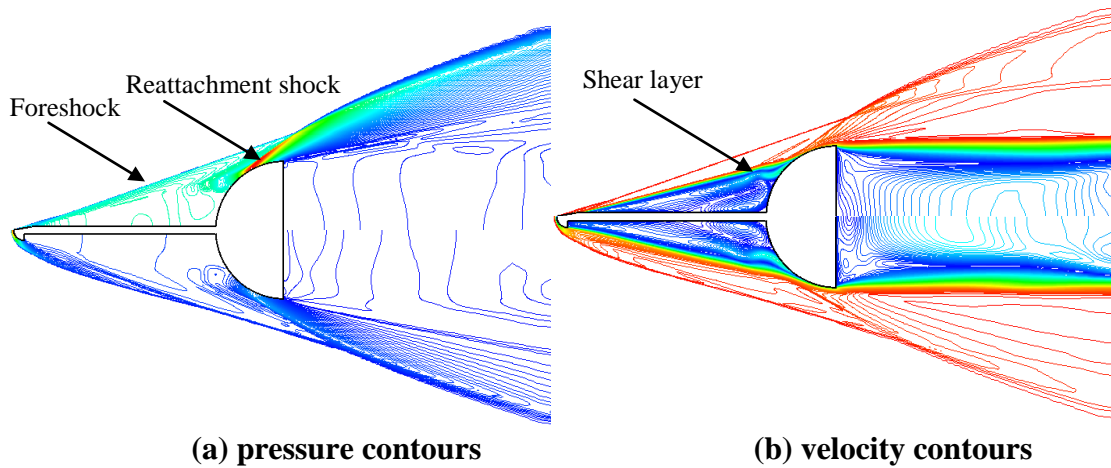 Reattachment shock
Foreshock
Shear layer
(a) pressure contours
(b) velocity contours